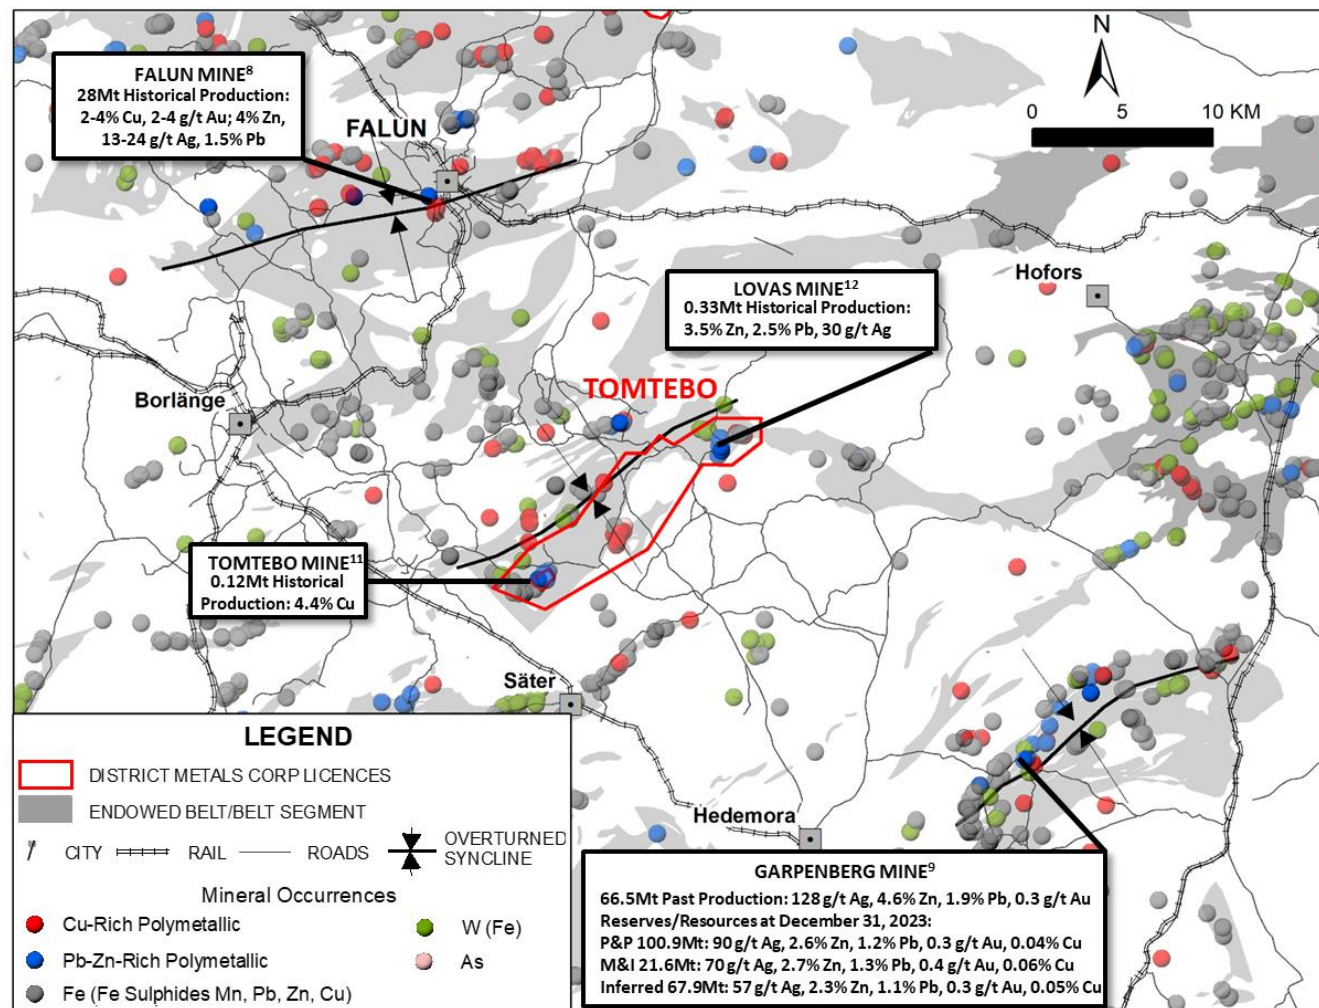 FALUN MINE8
28Mt Historical Production:
2-4% Cu, 2-4 g/t Au; 4% Zn,
13-24 g/t Ag, 1.5% Pb
FALUN
N
0 5 10 KM
Hofors
LOVAS MINE12
0.33Mt Historical Production:
3.5% Zn, 2.5% Pb, 30 g/t Ag
TOMTEBO
Borlänge
TOMTEBO MINE11
0.12Mt Historical
Production: 4.4% Cu
Säter
Hedemora
GARPENBERG MINE9
66.5Mt Past Production: 128 g/t Ag, 4.6% Zn, 1.9% Pb, 0.3 g/t Au
Reserves/Resources at December 31, 2023:
P&P 100.9Mt: 90 g/t Ag, 2.6% Zn, 1.2% Pb, 0.3 g/t Au, 0.04% Cu
M&I 21.6Mt: 70 g/t Ag, 2.7% Zn, 1.3% Pb, 0.4 g/t Au, 0.06% Cu
Inferred 67.9Mt: 57 g/t Ag, 2.3% Zn, 1.1% Pb, 0.3 g/t Au, 0.05% Cu
LEGEND
DISTRICT METALS CORP LICENCES
ENDOWED BELT/BELT SEGMENT
CITY RAIL ROADS OVERTURNED
SYNCLINE
Mineral Occurrences
Cu-Rich Polymetallic
W (Fe)
Pb-Zn-Rich Polymetallic
As
Fe (Fe Sulphides Mn, Pb, Zn, Cu)